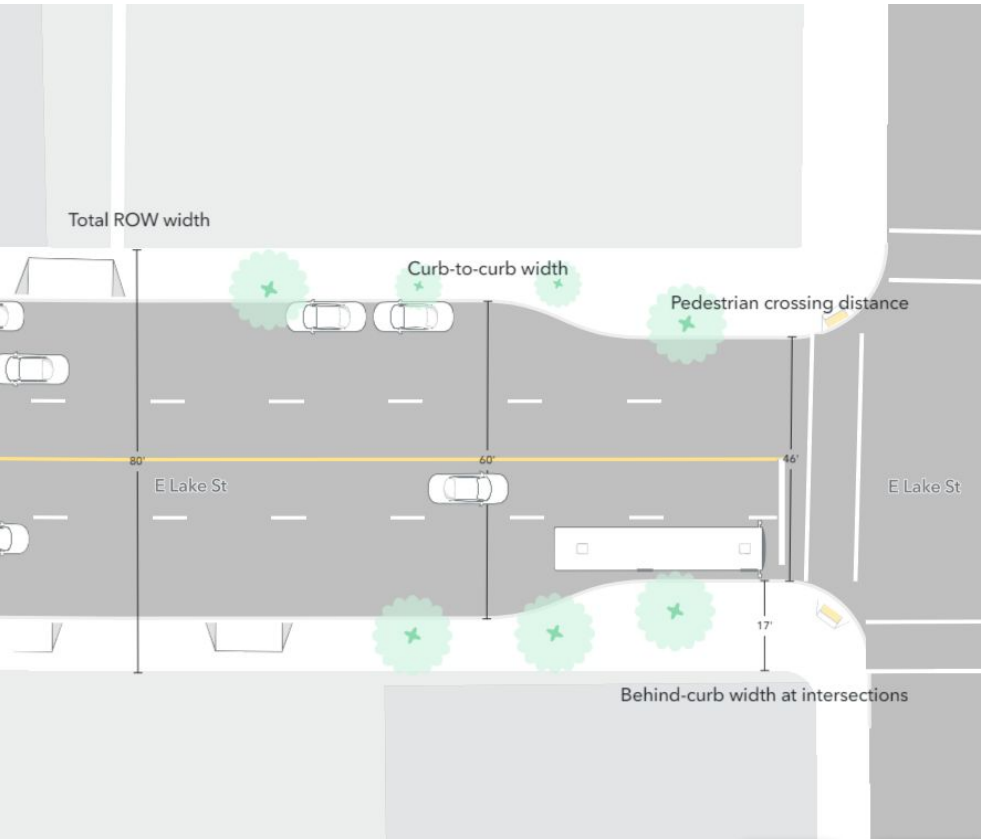 Total ROW width
Curb-to-curb width
Pedestrian crossing distance
80'
60'
46'
E Lake St
E Lake St
17'
Behind-curb width at intersections